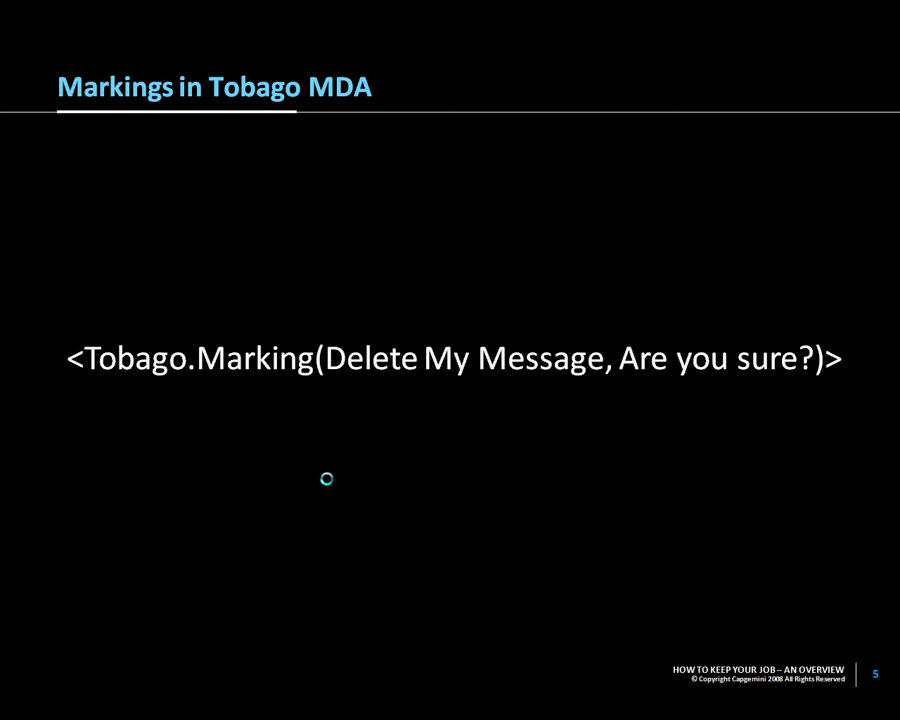 Markings in Tobago MDA
<Tobago.Marking(Delete My Message, Are you sure?)>
HOW TO KEEP YOUR JOB – AN OVERVIEW
© Copyright Capgemini 2008 All Rights Reserved
5